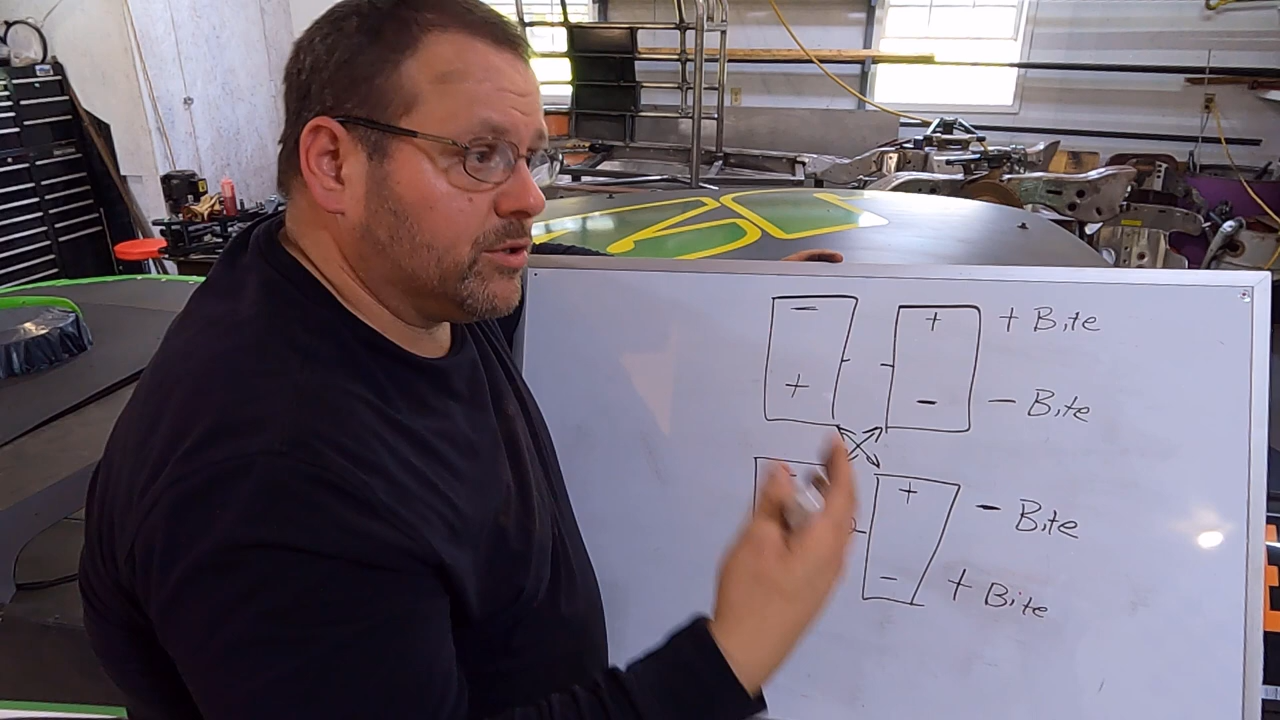 - + + Bite
+ - - Bite
- + - Bite
- + Bite